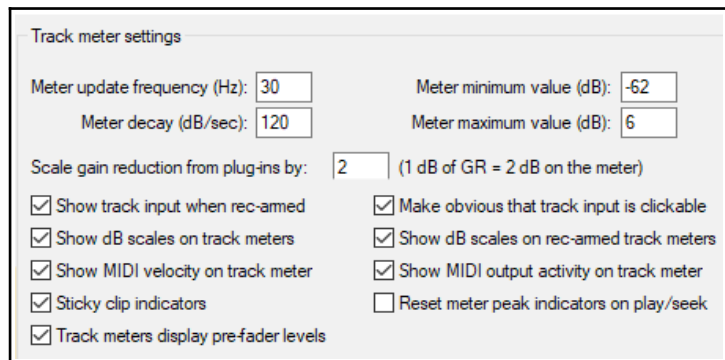 Track meter settings
Meter update frequency (Hz): 30 Meter minimum value (dB): -62
Meter decay (dB/sec): 120 Meter maximum value (dB): 6
Scale gain reduction from plug-ins by: 2 (1 dB of GR = 2 dB on the meter)
Show track input when rec-armed Make obvious that track input is clickable
Show dB scales on track meters Show dB scales on rec-armed track meters
Show MIDI velocity on track meter Show MIDI output activity on track meter
Sticky clip indicators Reset meter peak indicators on play/seek
Track meters display pre-fader levels